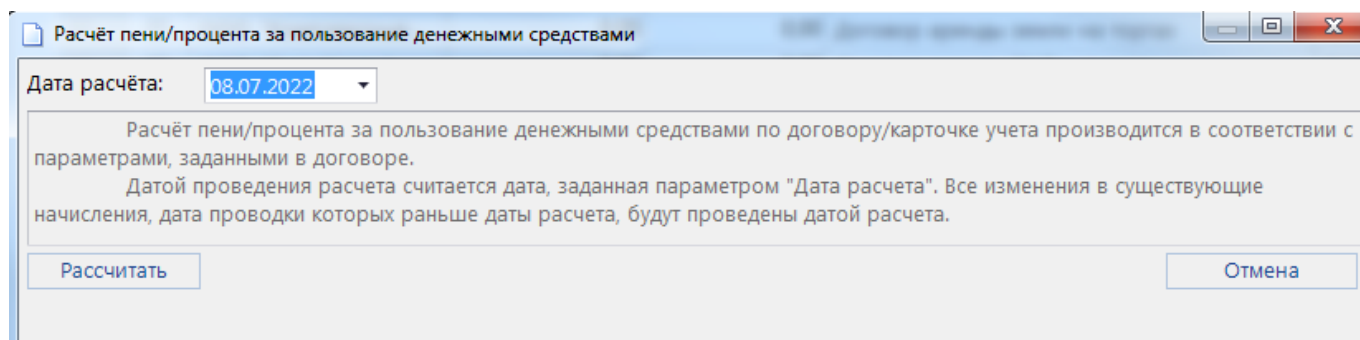 Расчёт пени/процента за пользование денежными средствами
Дата расчёта: 08.07.2022
Расчёт пени/процента за пользование денежными средствами по договору/карточке учета производится в соответствии с
параметрами, заданными в договоре.
Датой проведения расчета считается дата, заданная параметром "Дата расчета". Все изменения в существующие
начисления, дата проводки которых раньше даты расчета, будут проведены датой расчета.
Рассчитать Отмена